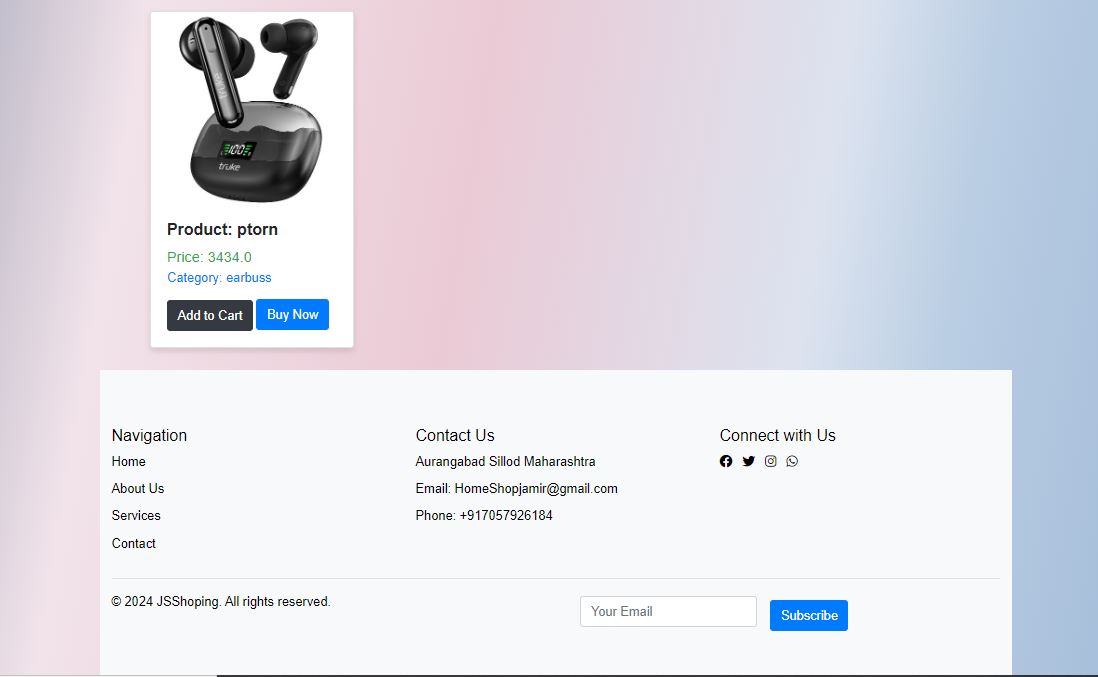 100
truke
Product: ptorn
Price: 3434.0
Category: earbuss
Add to Cart Buy Now
Navigation
Home
About Us
Services
Contact
Contact Us
Aurangabad Sillod Maharashtra
Email: HomeShopjamir@gmail.com
Phone: +917057926184
Connect with Us
© 2024 JSShoping. All rights reserved.
Your Email Subscribe